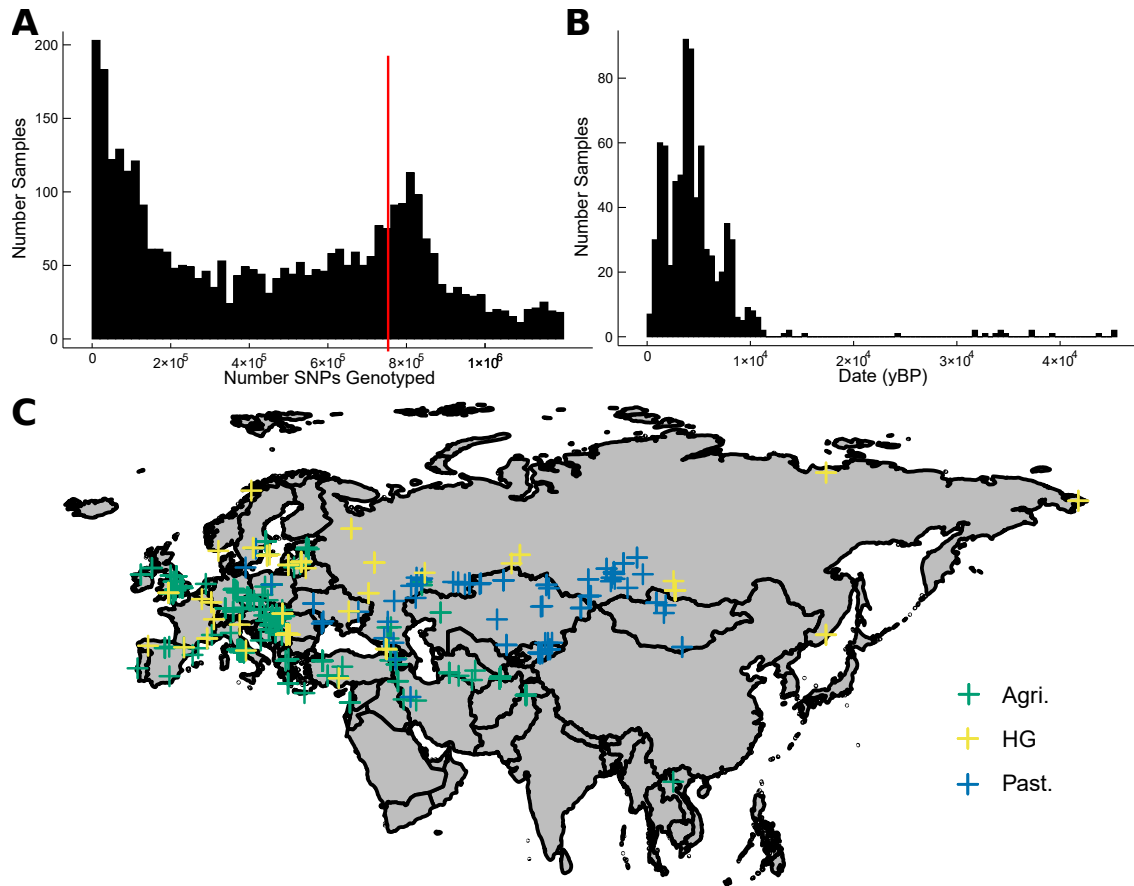 A
Number Samples
200
150
100
50
0
0 2×10⁵ 4×10⁵ 6×10⁵ 8×10⁵ 1×10⁶
Number SNPs Genotyped
B
Number Samples
80
60
40
20
0
0 1×10⁴ 2×10⁴ 3×10⁴ 4×10⁴
Date (yBP)
C
Agri.
HG
Past.